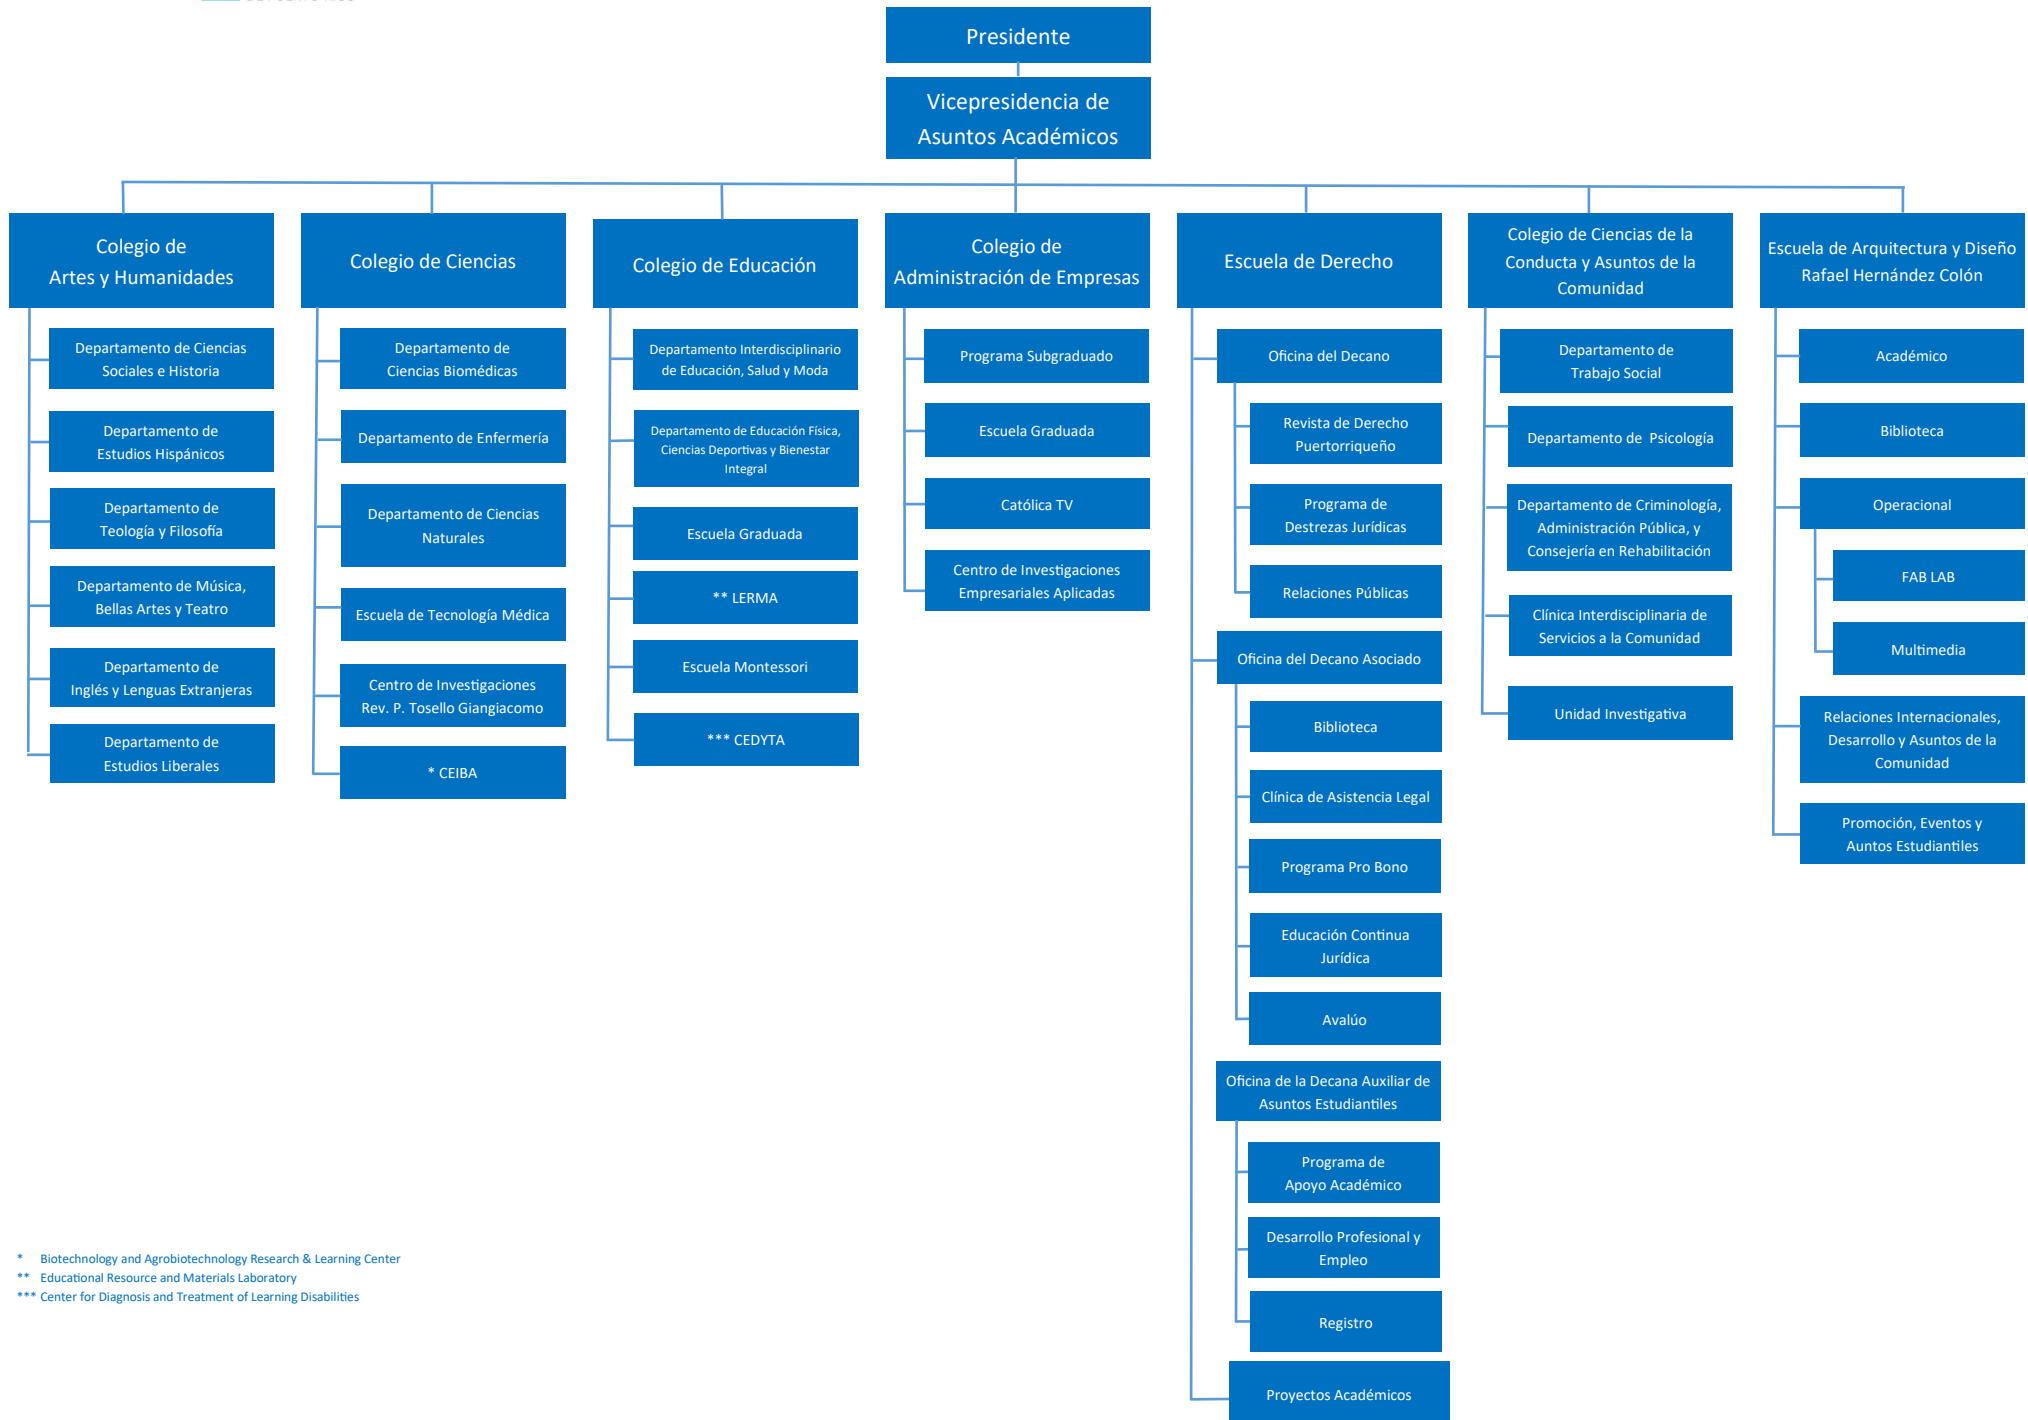 Presidente
Vicepresidencia de
Asuntos Académicos
Colegio de
Artes y Humanidades
Departamento de Ciencias
Sociales e Historia
Departamento de
Estudios Hispánicos
Departamento de
Teología y Filosofía
Departamento de Música,
Bellas Artes y Teatro
Departamento de
Inglés y Lenguas Extranjeras
Departamento de
Estudios Liberales
Colegio de Ciencias
Departamento de
Ciencias Biomédicas
Departamento de Enfermería
Departamento de Ciencias
Naturales
Escuela de Tecnología Médica
Centro de Investigaciones
Rev. P. Tosello Giangiacomo
* CEIBA
Colegio de Educación
Departamento Interdisciplinario
de Educación, Salud y Moda
Departamento de Educación Física,
Ciencias Deportivas y Bienestar
Integral
Escuela Graduada
** LERMA
Escuela Montessori
*** CEDYTA
Colegio de
Administración de Empresas
Programa Subgraduado
Escuela Graduada
Católica TV
Centro de Investigaciones
Empresariales Aplicadas
Escuela de Derecho
Oficina del Decano
Revista de Derecho
Puertorriqueño
Programa de
Destrezas Jurídicas
Relaciones Públicas
Oficina del Decano Asociado
Biblioteca
Clínica de Asistencia Legal
Programa Pro Bono
Educación Continua
Jurídica
Avalúo
Oficina de la Decana Auxiliar de
Asuntos Estudiantiles
Programa de
Apoyo Académico
Desarrollo Profesional y
Empleo
Registro
Proyectos Académicos
Colegio de Ciencias de la
Conducta y Asuntos de la
Comunidad
Departamento de
Trabajo Social
Departamento de Psicología
Departamento de Criminología,
Administración Pública, y
Consejería en Rehabilitación
Clínica Interdisciplinaria de
Servicios a la Comunidad
Unidad Investigativa
Escuela de Arquitectura y Diseño
Rafael Hernández Colón
Académico
Biblioteca
Operacional
FAB LAB
Multimedia
Relaciones Internacionales,
Desarrollo y Asuntos de la
Comunidad
Promoción, Eventos y
Auntos Estudiantiles
* Biotechnology and Agrobiotechnology Research & Learning Center
** Educational Resource and Materials Laboratory
*** Center for Diagnosis and Treatment of Learning Disabilities